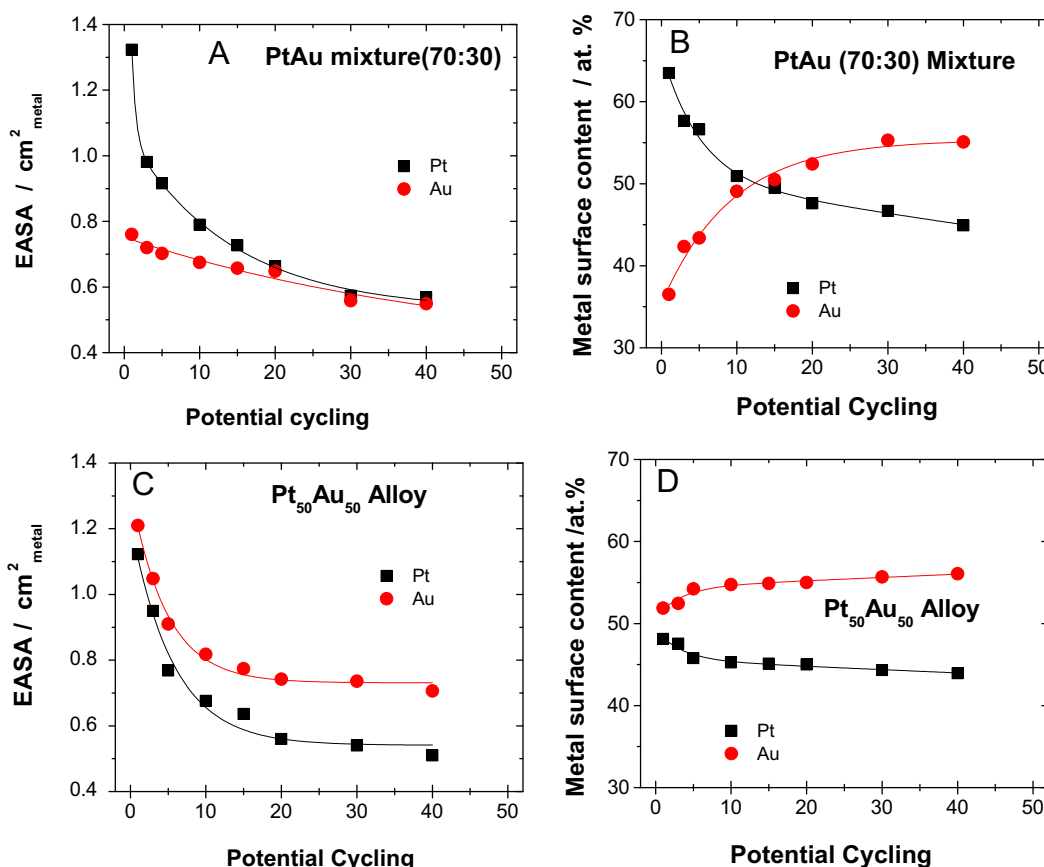 A
PtAu mixture(70:30)
EASA / cm²metal
1.4
1.2
1.0
0.8
0.6
0.4
Pt
Au
0 10 20 30 40 50
Potential cycling
B
PtAu (70:30) Mixture
Metal surface content / at. %
70
60
50
40
30
Pt
Au
0 10 20 30 40 50
Potential Cycling
C
Pt₅₀Au₅₀ Alloy
EASA / cm²metal
1.4
1.2
1.0
0.8
0.6
0.4
Pt
Au
0 10 20 30 40 50
Potential Cycling
D
Pt₅₀Au₅₀ Alloy
Metal surface content /at.%
70
60
50
40
30
Pt
Au
0 10 20 30 40 50
Potential Cycling